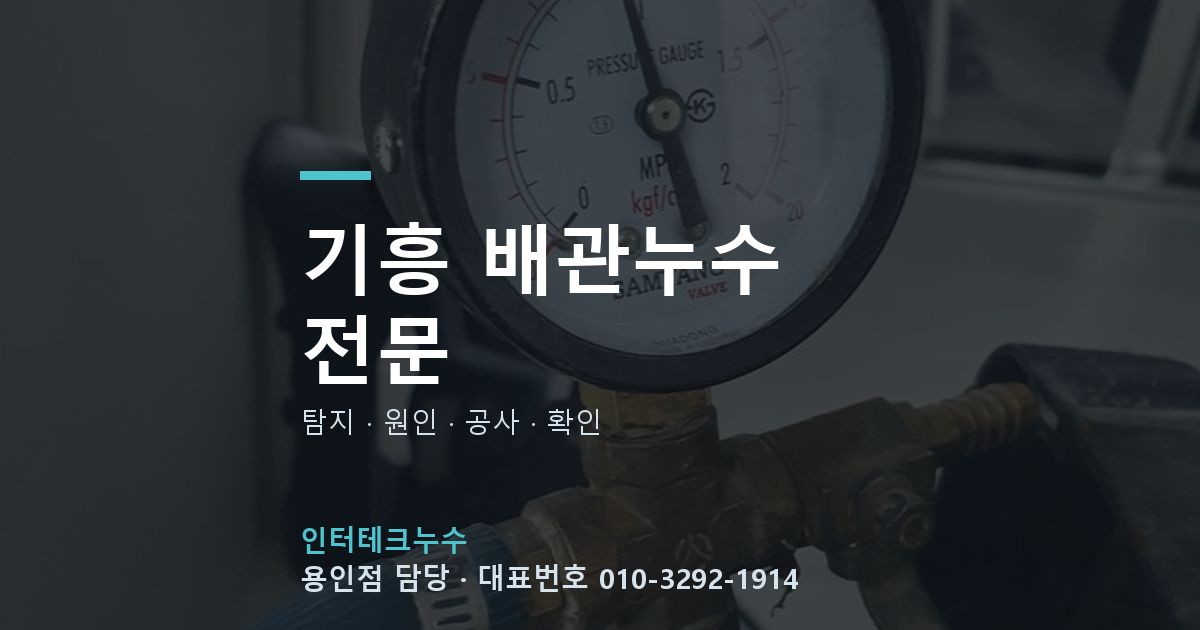 PRESSURE GAUGE
0.5
1.5
0
2
20
기흥 배관누수
VALVE
HUADONG
전문
탐지 · 원인 · 공사 · 확인
인터테크누수
용인점 담당 · 대표번호 010-3292-1914